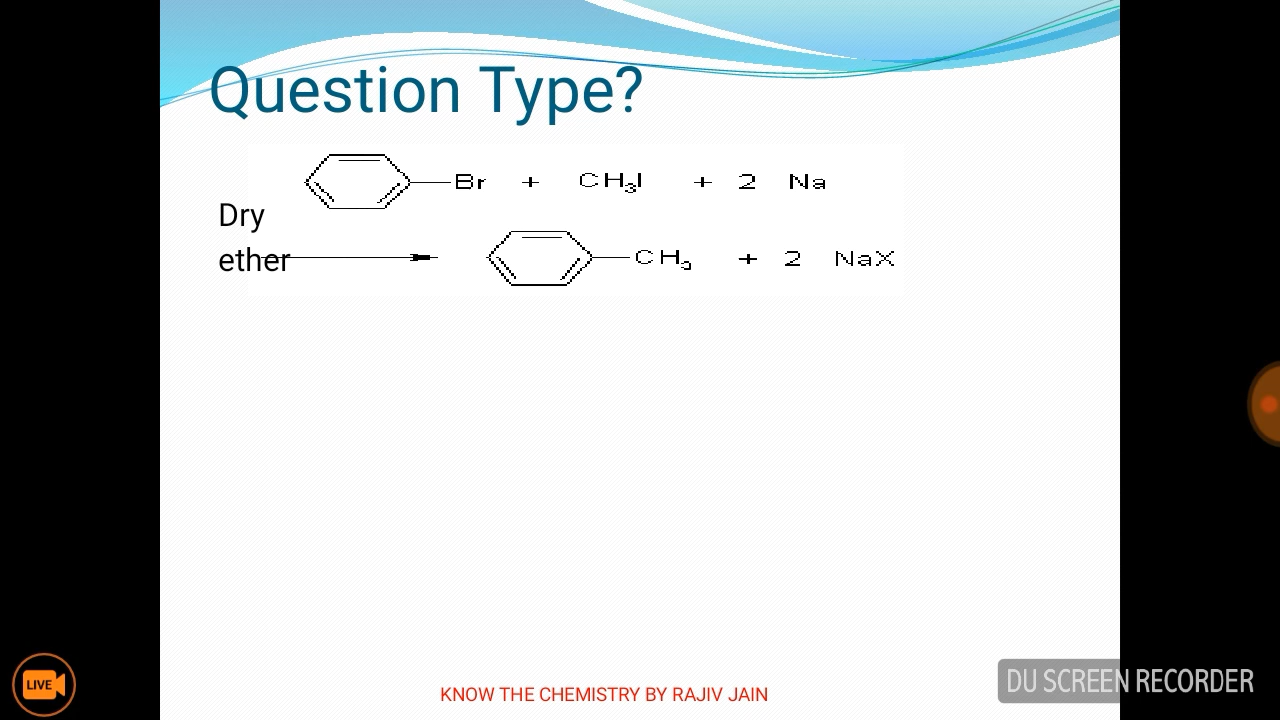 Question Type?
Br + CH3I + 2 Na
Dry
ether
CH3 + 2 NaX
KNOW THE CHEMISTRY BY RAJIV JAIN
LIVE
DU SCREEN RECORDER